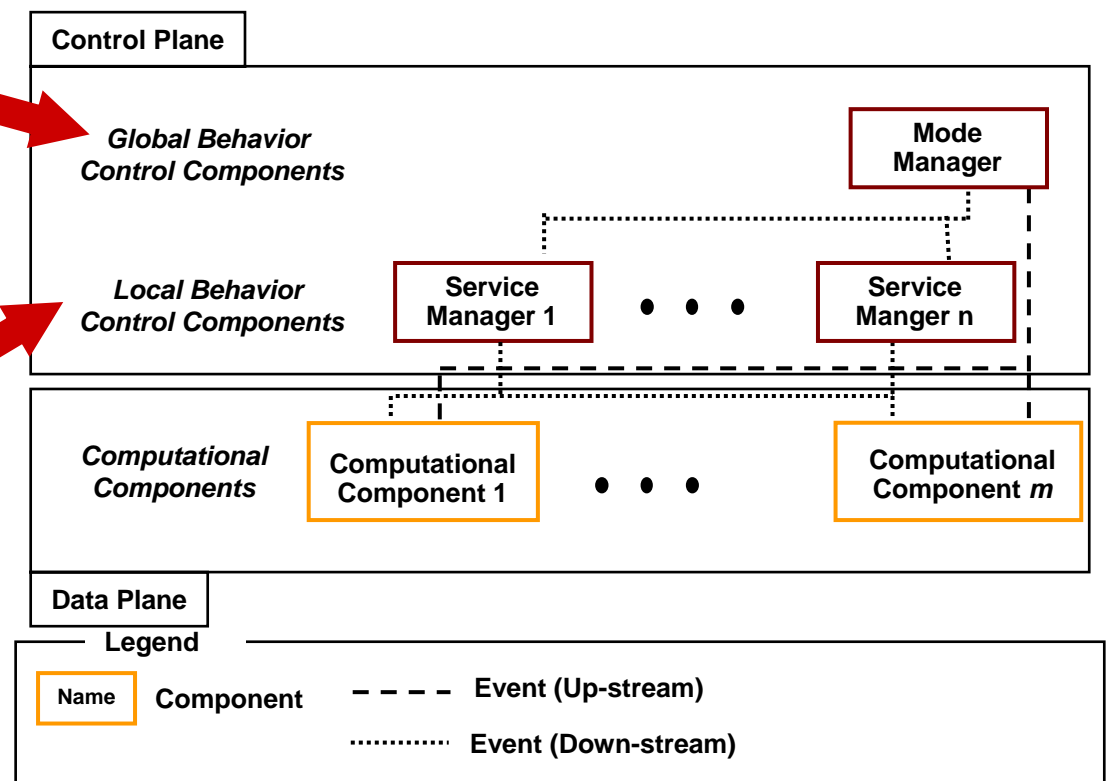 Control Plane
Global Behavior
Control Components
Mode
Manager
Local Behavior
Control Components
Service
Manager 1
Service
Manger n
Computational
Components
Computational
Component 1
Computational
Component m
Data Plane
Legend
Name
Component
Event (Up-stream)
Event (Down-stream)